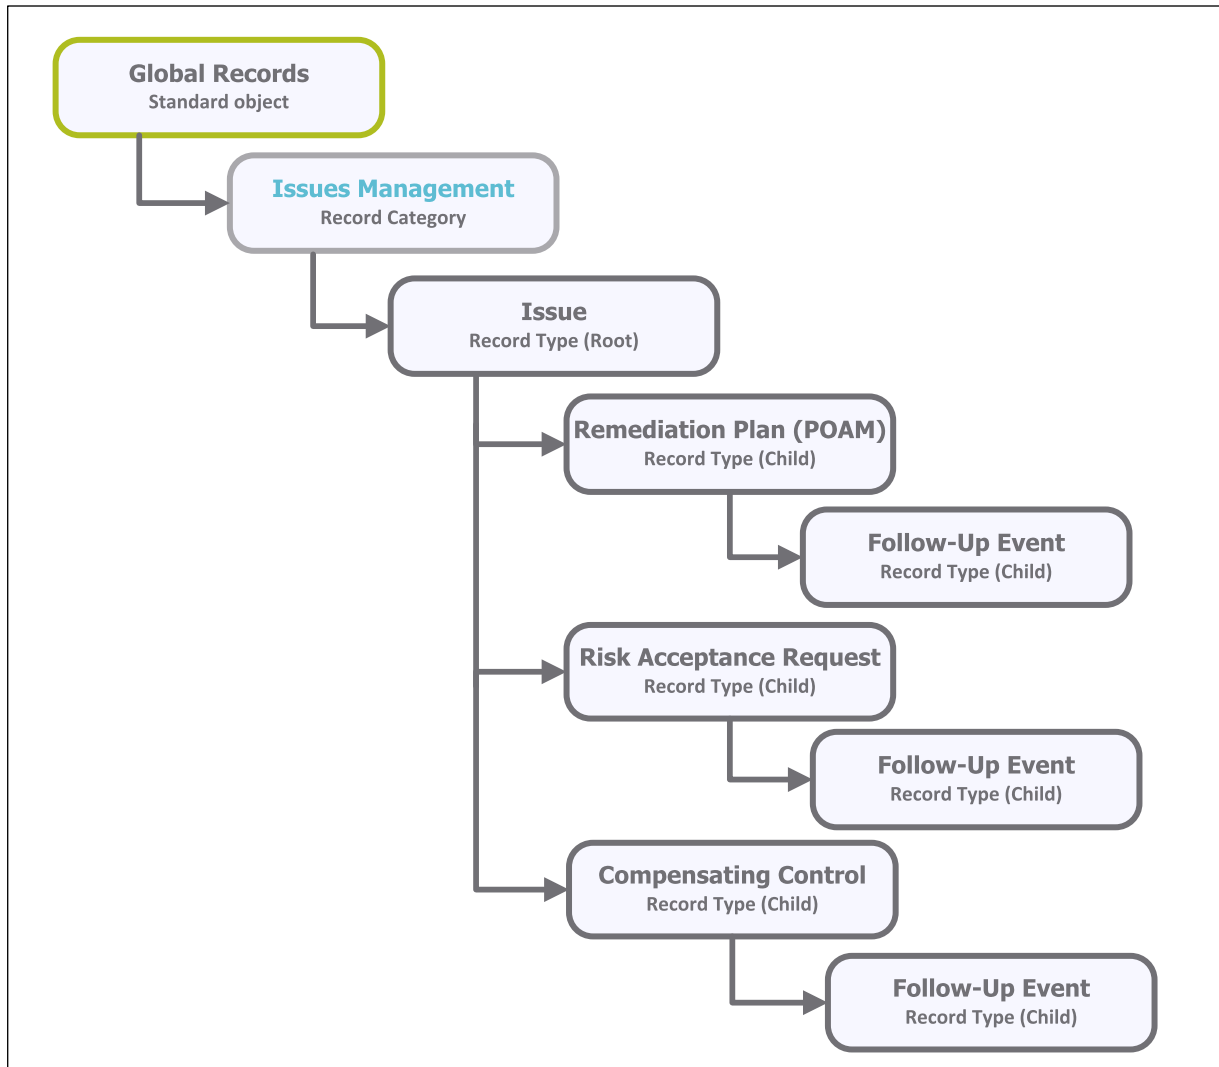 Global Records
Standard object
Issues Management
Record Category
Issue
Record Type (Root)
Remediation Plan (POAM)
Record Type (Child)
Follow-Up Event
Record Type (Child)
Risk Acceptance Request
Record Type (Child)
Follow-Up Event
Record Type (Child)
Compensating Control
Record Type (Child)
Follow-Up Event
Record Type (Child)